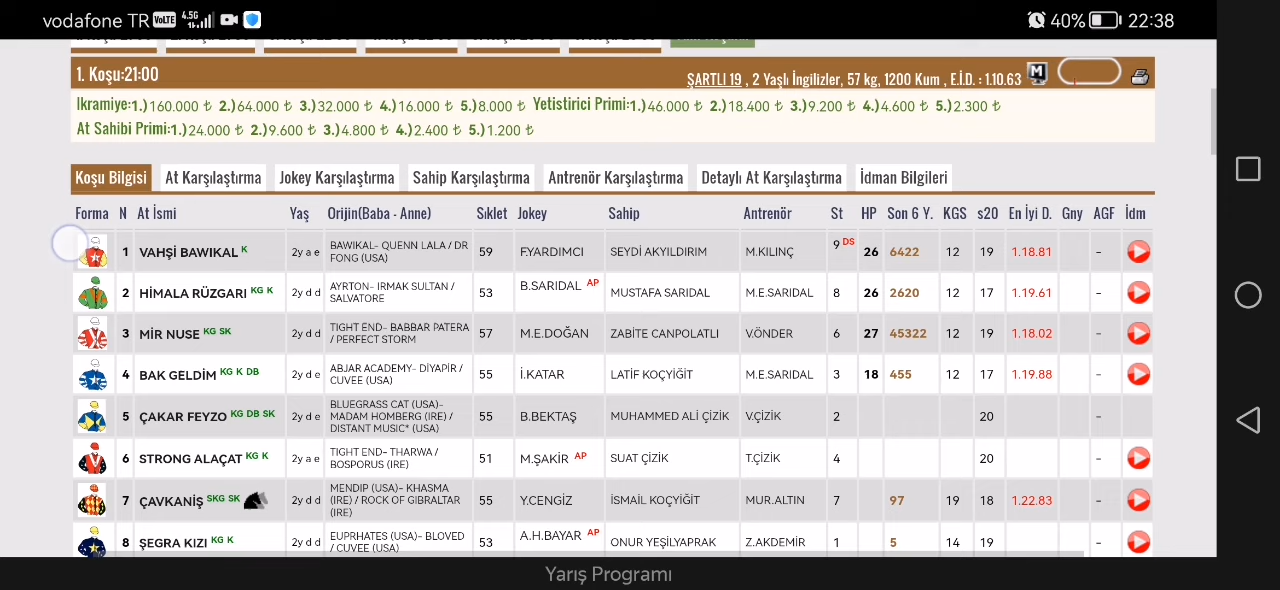 vodafone TR VoLTE 4.5G 40% 22:38
1. Koşu:21:00
ŞARTLI 19 , 2 Yaşlı İngilizler, 57 kg, 1200 Kum , E.İ.D. : 1.10.63 M
Ikramiye:1.)160.000 ₺ 2.)64.000 ₺ 3.)32.000 ₺ 4.)16.000 ₺ 5.)8.000 ₺ Yetistirici Primi:1.)46.000 ₺ 2.)18.400 ₺ 3.)9.200 ₺ 4.)4.600 ₺ 5.)2.300 ₺
At Sahibi Primi:1.)24.000 ₺ 2.)9.600 ₺ 3.)4.800 ₺ 4.)2.400 ₺ 5.)1.200 ₺
Koşu Bilgisi At Karşılaştırma Jokey Karşılaştırma Sahip Karşılaştırma Antrenör Karşılaştırma Detaylı At Karşılaştırma İdman Bilgileri
Forma N At İsmi Yaş Orijin(Baba - Anne) Sıklet Jokey Sahip Antrenör St HP Son 6 Y. KGS s20 En İyi D. Gny AGF İdm
1 VAHŞİ BAWIKAL K 2y a e BAWIKAL- QUENN LALA / DR FONG (USA) 59 F.YARDIMCI SEYDİ AKYILDIRIM M.KILINÇ 9 DS 26 6422 12 19 1.18.81 -
2 HİMALA RÜZGARI KG K 2y d d AYRTON- IRMAK SULTAN / SALVATORE 53 B.SARIDAL AP MUSTAFA SARIDAL M.E.SARIDAL 8 26 2620 12 17 1.19.61 -
3 MİR NUSE KG SK 2y d d TIGHT END- BABBAR PATERA / PERFECT STORM 57 M.E.DOĞAN ZABİTE CANPOLATLI V.ÖNDER 6 27 45322 12 19 1.18.02 -
4 BAK GELDİM KG K DB 2y d e ABJAR ACADEMY- DİYAPİR / CUVEE (USA) 55 İ.KATAR LATİF KOÇYİĞİT M.E.SARIDAL 3 18 455 12 17 1.19.88 -
5 ÇAKAR FEYZO KG DB SK 2y d e BLUEGRASS CAT (USA)- MADAM HOMBERG (IRE) / DISTANT MUSIC* (USA) 55 B.BEKTAŞ MUHAMMED ALİ ÇİZİK V.ÇİZİK 2 20 -
6 STRONG ALAÇAT KG K 2y a e TIGHT END- THARWA / BOSPORUS (IRE) 51 M.ŞAKİR AP SUAT ÇİZİK T.ÇİZİK 4 20 -
7 ÇAVKANİŞ SKG SK 2y d d MENDIP (USA)- KHASMA (IRE) / ROCK OF GIBRALTAR (IRE) 55 Y.CENGİZ İSMAİL KOÇYİĞİT MUR.ALTIN 7 97 19 18 1.22.83 -
8 ŞEGRA KIZI KG K 2y d d EUPRHATES (USA)- BLOVED / CUVEE (USA) 53 A.H.BAYAR AP ONUR YEŞİLYAPRAK Z.AKDEMİR 1 5 14 19 -
Yarış Programı